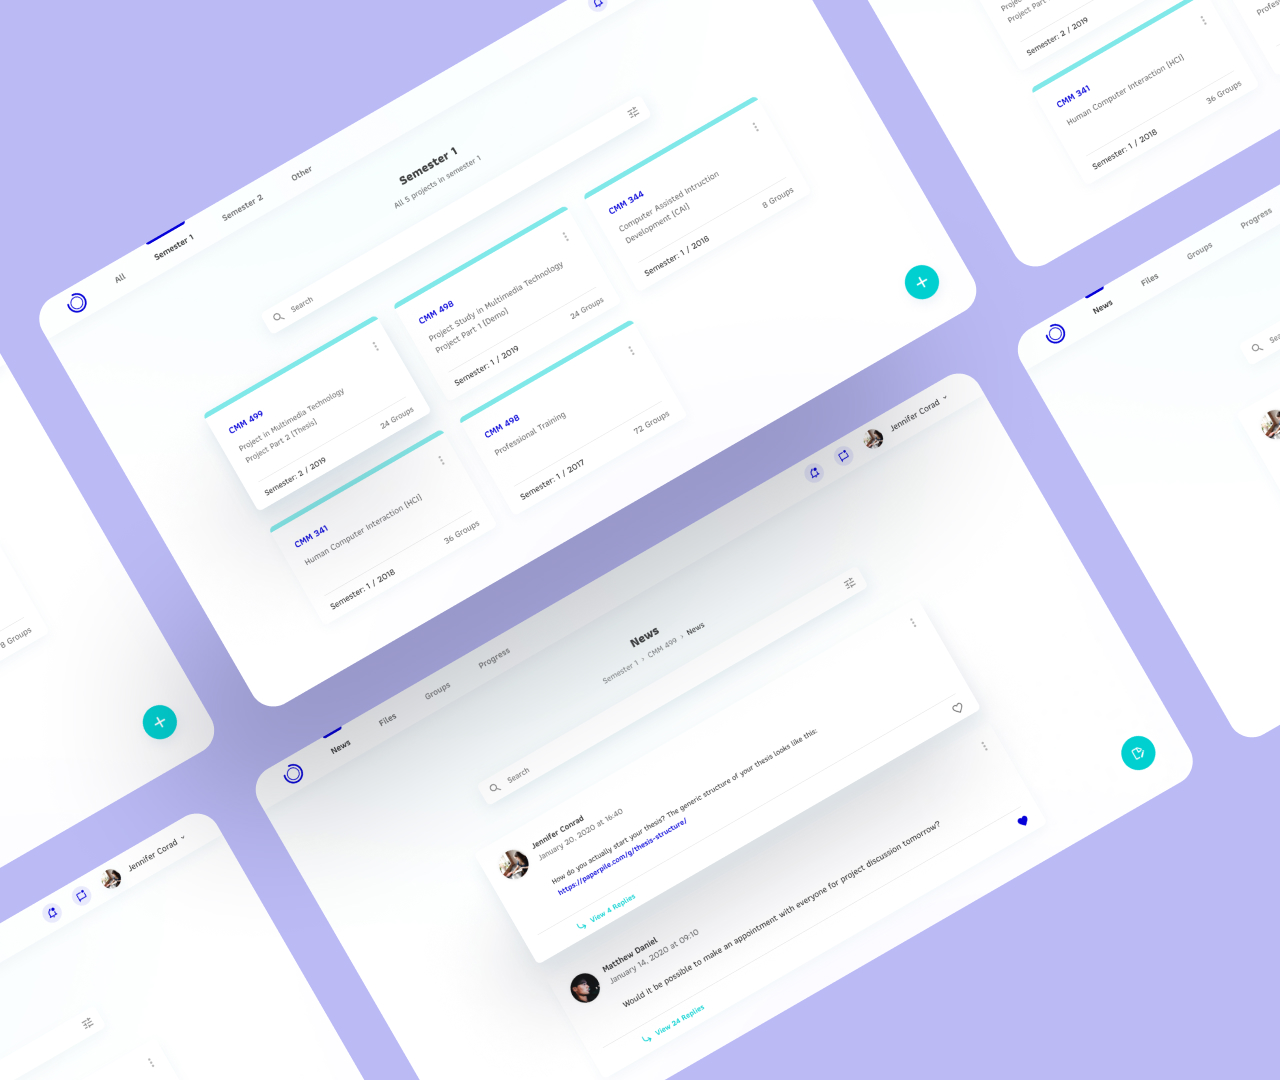 All
Semester 1
Semester 2
Other
Semester 1
All 5 projects in semester 1
Search
CMM 499
Project in Multimedia Technology
Project Part 2 [Thesis]
Semester: 2 / 2019
24 Groups
CMM 498
Project Study in Multimedia Technology
Project Part 1 [Demo]
Semester: 1 / 2019
24 Groups
CMM 344
Computer Assisted Intruction
Development [CAI]
Semester: 1 / 2018
8 Groups
CMM 341
Human Computer Interaction [HCI]
Semester: 1 / 2018
36 Groups
CMM 498
Professional Training
Semester: 1 / 2017
72 Groups
Project Part
Semester: 2 / 2019
CMM 341
Human Computer Interaction [HCI]
Semester: 1 / 2018
36 Groups
8 Groups
Jennifer Corad
News
Files
Groups
Progress
Jennifer Corad
News
Semester 1 › CMM 499 › News
Search
Jennifer Conrad
January 20, 2020 at 16:40
How do you actually start your thesis? The generic structure of your thesis looks like this:
https://paperpile.com/g/thesis-structure/
View 4 Replies
Matthew Daniel
January 14, 2020 at 09:10
Would it be possible to make an appointment with everyone for project discussion tomorrow?
View 24 Replies
News
Files
Groups
Progress